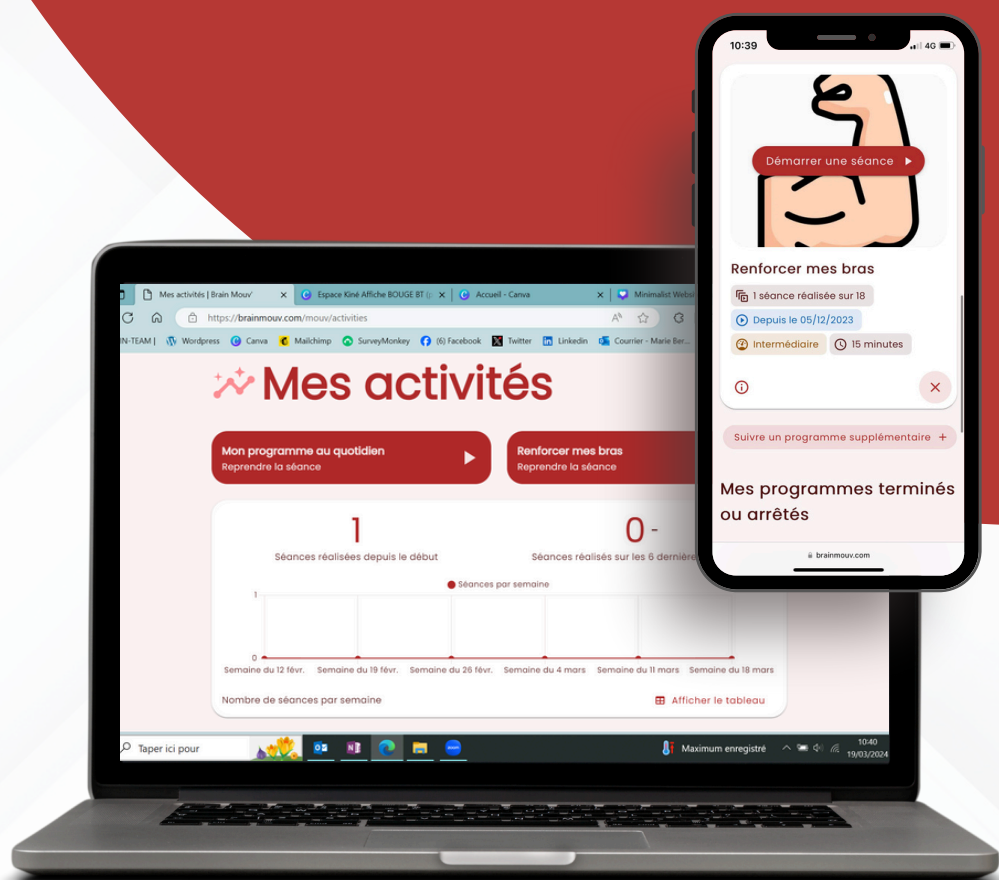 Mes activités | Brain Mouv'
Espace Kiné Affiche BOUGE BT
Accueil - Canva
Minimalist
https://brainmouv.com/mouv/activities
IN-TEAM |
Wordpress
Canva
Mailchimp
SurveyMonkey
(6) Facebook
Twitter
Linkedin
Courrier - Marie Ber...
Mes activités
Mon programme au quotidien
Reprendre la séance
Renforcer mes bras
Reprendre la séance
1
Séances réalisées depuis le début
0 -
Séances réalisés sur les 6
Séances par semaine
1
0
Semaine du 12 févr.
Semaine du 19 févr.
Semaine du 26 févr.
Semaine du 4 mars
Semaine du 11 mars
Semaine du 18 mars
Nombre de séances par semaine
Afficher le tableau
Taper ici pour
Maximum enregistré
10:40
19/03/2024
10:39
4G
Démarrer une séance
Renforcer mes bras
1 séance réalisée sur 18
Depuis le 05/12/2023
Intermédiaire
15 minutes
Suivre un programme supplémentaire +
Mes programmes terminés
ou arrêtés
brainmouv.com